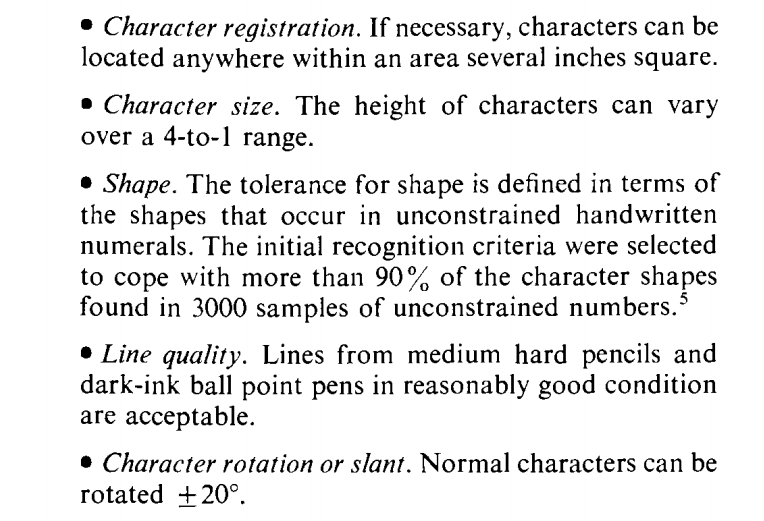 • Character registration. If necessary, characters can be
located anywhere within an area several inches square.
• Character size. The height of characters can vary
over a 4-to-1 range.
• Shape. The tolerance for shape is defined in terms of
the shapes that occur in unconstrained handwritten
numerals. The initial recognition criteria were selected
to cope with more than 90% of the character shapes
found in 3000 samples of unconstrained numbers.⁵
• Line quality. Lines from medium hard pencils and
dark-ink ball point pens in reasonably good condition
are acceptable.
• Character rotation or slant. Normal characters can be
rotated ±20°.